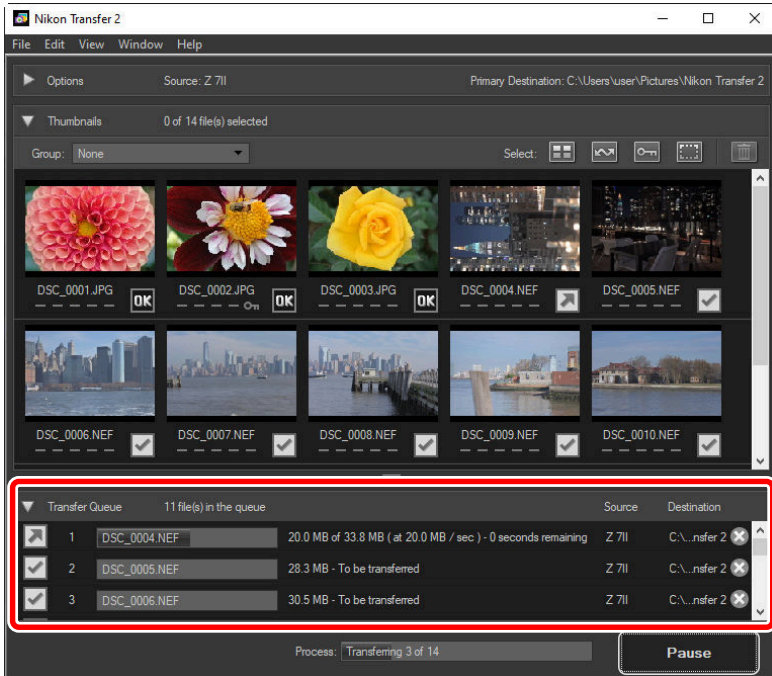 Nikon Transfer 2
File Edit View Window Help
Options Source: Z 7II Primary Destination: C:\Users\user\Pictures\Nikon Transfer 2
Thumbnails 0 of 14 file(s) selected
Group: None Select:
DSC_0001.JPG OK DSC_0002.JPG OK DSC_0003.JPG OK DSC_0004.NEF DSC_0005.NEF
DSC_0006.NEF DSC_0007.NEF DSC_0008.NEF DSC_0009.NEF DSC_0010.NEF
Transfer Queue 11 file(s) in the queue Source Destination
1 DSC_0004.NEF 20.0 MB of 33.8 MB ( at 20.0 MB / sec ) - 0 seconds remaining Z 7II C:\...nsfer 2
2 DSC_0005.NEF 28.3 MB - To be transferred Z 7II C:\...nsfer 2
3 DSC_0006.NEF 30.5 MB - To be transferred Z 7II C:\...nsfer 2
Process: Transferring 3 of 14 Pause